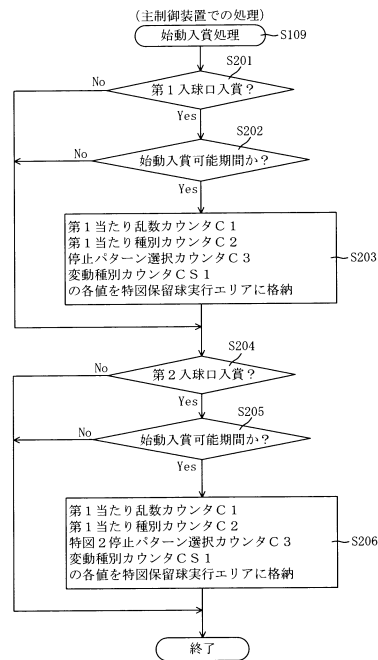 (主制御装置での処理)
始動入賞処理
S109
S201
第1入球口入賞?
No
Yes
S202
始動入賞可能期間か?
No
Yes
第1当たり乱数カウンタC1
第1当たり種別カウンタC2
停止パターン選択カウンタC3
変動種別カウンタCS1
の各値を特図保留球実行エリアに格納
S203
S204
第2入球口入賞?
No
Yes
S205
始動入賞可能期間か?
No
Yes
第1当たり乱数カウンタC1
第1当たり種別カウンタC2
特図2停止パターン選択カウンタC3
変動種別カウンタCS1
の各値を特図保留球実行エリアに格納
S206
終了